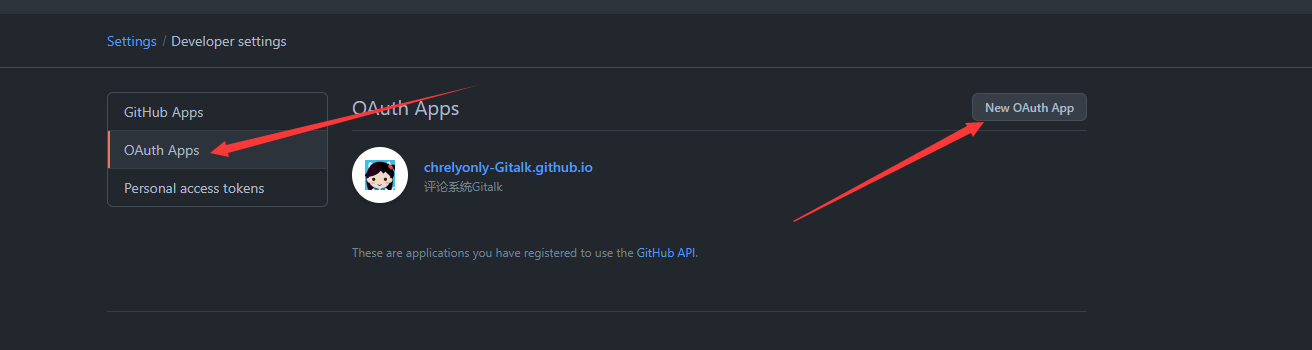 Settings / Developer settings
GitHub Apps
OAuth Apps
Personal access tokens
OAuth Apps
New OAuth App
chrelyonly-Gitalk.github.io
评论系统Gitalk
These are applications you have registered to use the GitHub API.